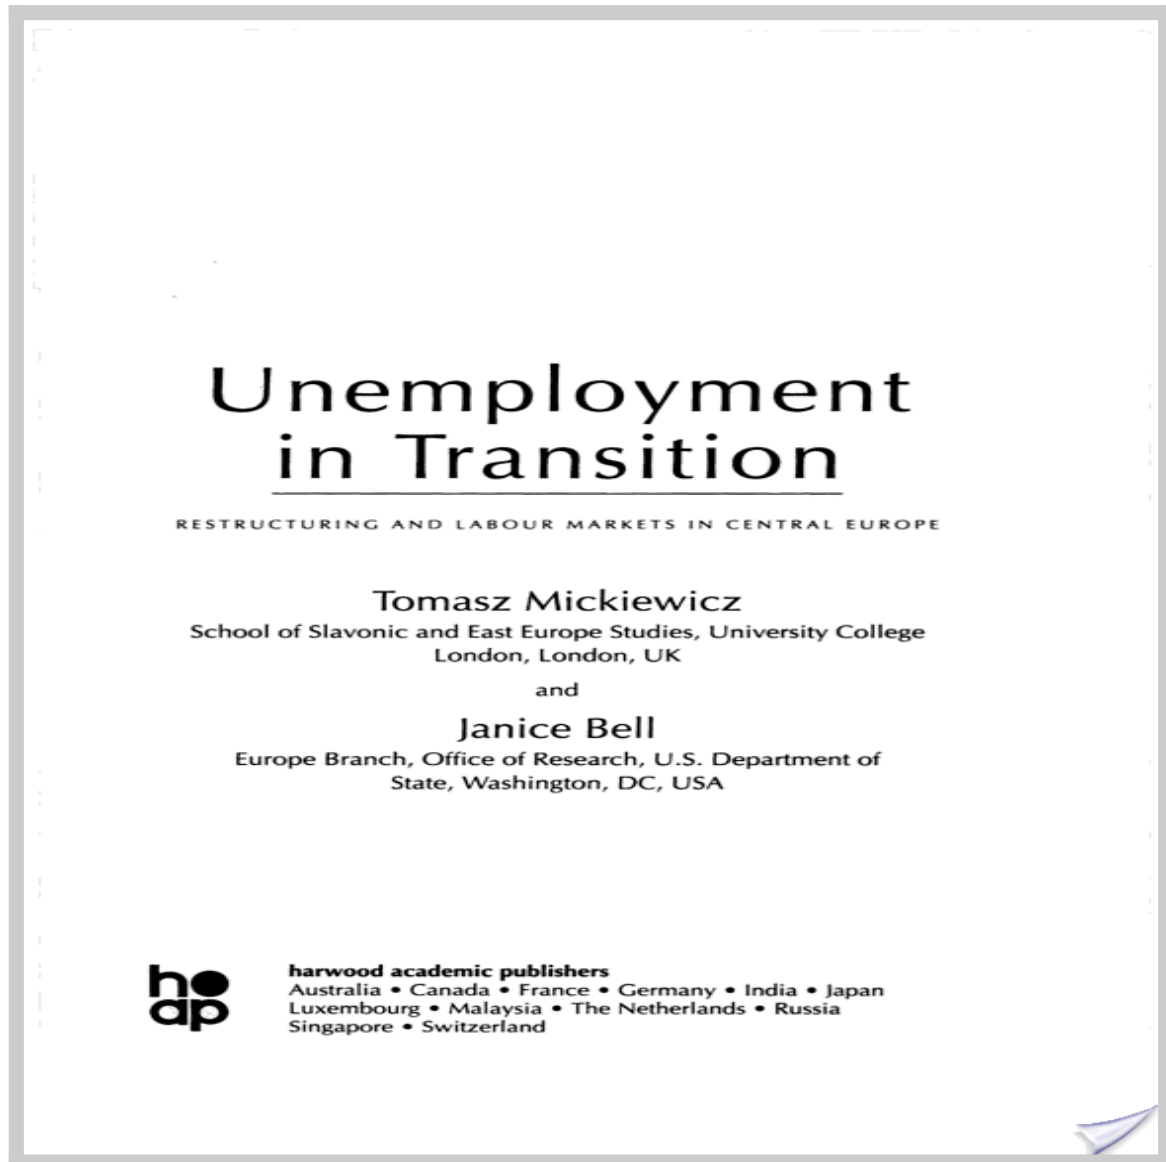 Unemployment
in Transition
RESTRUCTURING AND LABOUR MARKETS IN CENTRAL EUROPE
Tomasz Mickiewicz
School of Slavonic and East Europe Studies, University College
London, London, UK
and
Janice Bell
Europe Branch, Office of Research, U.S. Department of
State, Washington, DC, USA
h
ap
harwood academic publishers
Australia • Canada • France • Germany • India • Japan
Luxembourg • Malaysia • The Netherlands • Russia
Singapore • Switzerland